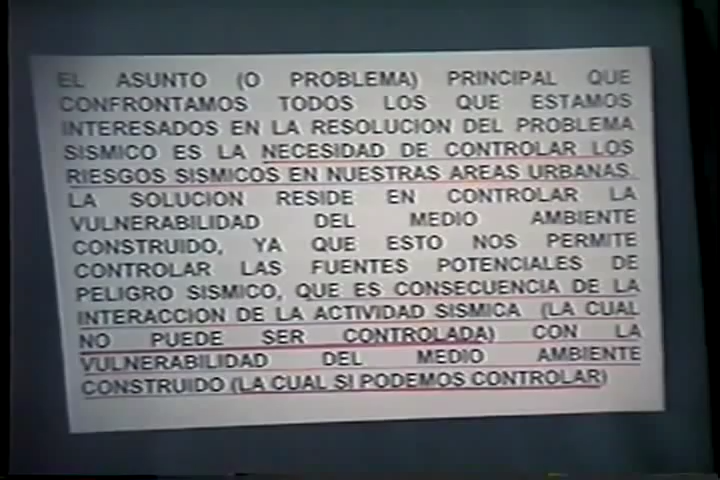 EL ASUNTO (O PROBLEMA) PRINCIPAL QUE
CONFRONTAMOS TODOS LOS QUE ESTAMOS
INTERESADOS EN LA RESOLUCION DEL PROBLEMA
SISMICO ES LA NECESIDAD DE CONTROLAR LOS
RIESGOS SISMICOS EN NUESTRAS AREAS URBANAS.
LA SOLUCION RESIDE EN CONTROLAR LA
VULNERABILIDAD DEL MEDIO AMBIENTE
CONSTRUIDO, YA QUE ESTO NOS PERMITE
CONTROLAR LAS FUENTES POTENCIALES DE
PELIGRO SISMICO, QUE ES CONSECUENCIA DE LA
INTERACCION DE LA ACTIVIDAD SISMICA (LA CUAL
NO PUEDE SER CONTROLADA) CON LA
VULNERABILIDAD DEL MEDIO AMBIENTE
CONSTRUIDO (LA CUAL SI PODEMOS CONTROLAR)